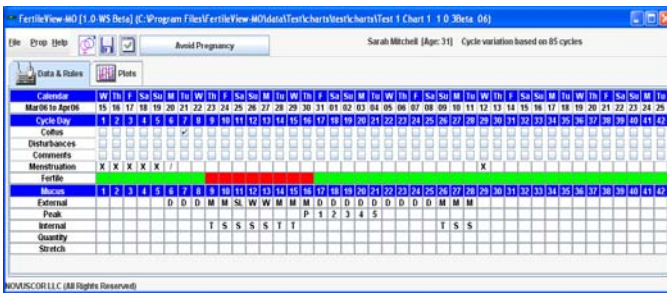 FertileView-MO [1.0-WS Beta] (C:\Program Files\FertileView-MO\data\Test\charts\test\charts\Test 1 Chart 1 1 0 3Beta 06)
File Prop Help Avoid Pregnancy Sarah Mitchell (Age: 31) Cycle variation based on 85 cycles
Data & Rules Plots
Calendar W Th F Sa Su M Tu W Th F Sa Su M Tu W Th F Sa Su M Tu W Th F Sa Su M Tu W Th F Sa Su M Tu W Th F Sa Su M Tu
Mar06 to Apr06 15 16 17 18 19 20 21 22 23 24 25 26 27 28 29 30 31 01 02 03 04 05 06 07 08 09 10 11 12 13 14 15 16 17 18 19 20 21 22 23 24 25
Cycle Day 1 2 3 4 5 6 7 8 9 10 11 12 13 14 15 16 17 18 19 20 21 22 23 24 25 26 27 28 29 30 31 32 33 34 35 36 37 38 39 40 41 42
Coitus
Disturbances
Comments
Menstruation X X X X X / X
Fertile
Mucus 1 2 3 4 5 6 7 8 9 10 11 12 13 14 15 16 17 18 19 20 21 22 23 24 25 26 27 28 29 30 31 32 33 34 35 36 37 38 39 40 41 42
External D D D M M SL W W M M M D D D D D D D D D M M M
Peak P 1 2 3 4 5
Internal T S S S S T T T S S
Quantity
Stretch
NOVUSCOR LLC (All Rights Reserved)